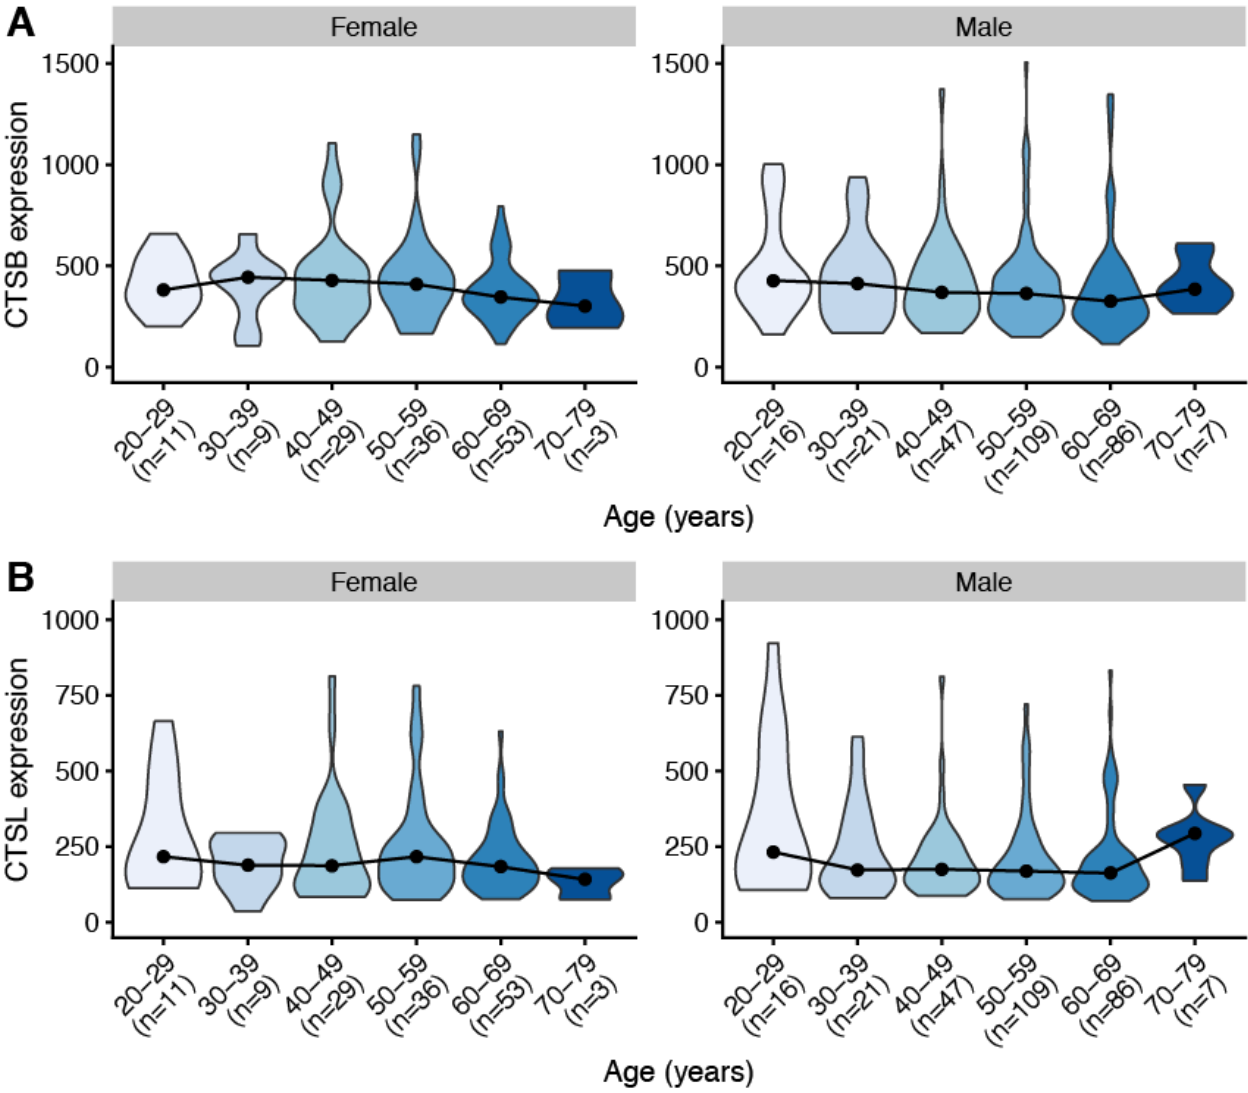 A
Female
Male
CTSB expression
1500
1000
500
0
1500
1000
500
0
20–29
(n=11)
30–39
(n=9)
40–49
(n=29)
50–59
(n=36)
60–69
(n=53)
70–79
(n=3)
20–29
(n=16)
30–39
(n=21)
40–49
(n=47)
50–59
(n=109)
60–69
(n=86)
70–79
(n=7)
Age (years)
B
Female
Male
CTSL expression
1000
750
500
250
0
1000
750
500
250
0
20–29
(n=11)
30–39
(n=9)
40–49
(n=29)
50–59
(n=36)
60–69
(n=53)
70–79
(n=3)
20–29
(n=16)
30–39
(n=21)
40–49
(n=47)
50–59
(n=109)
60–69
(n=86)
70–79
(n=7)
Age (years)